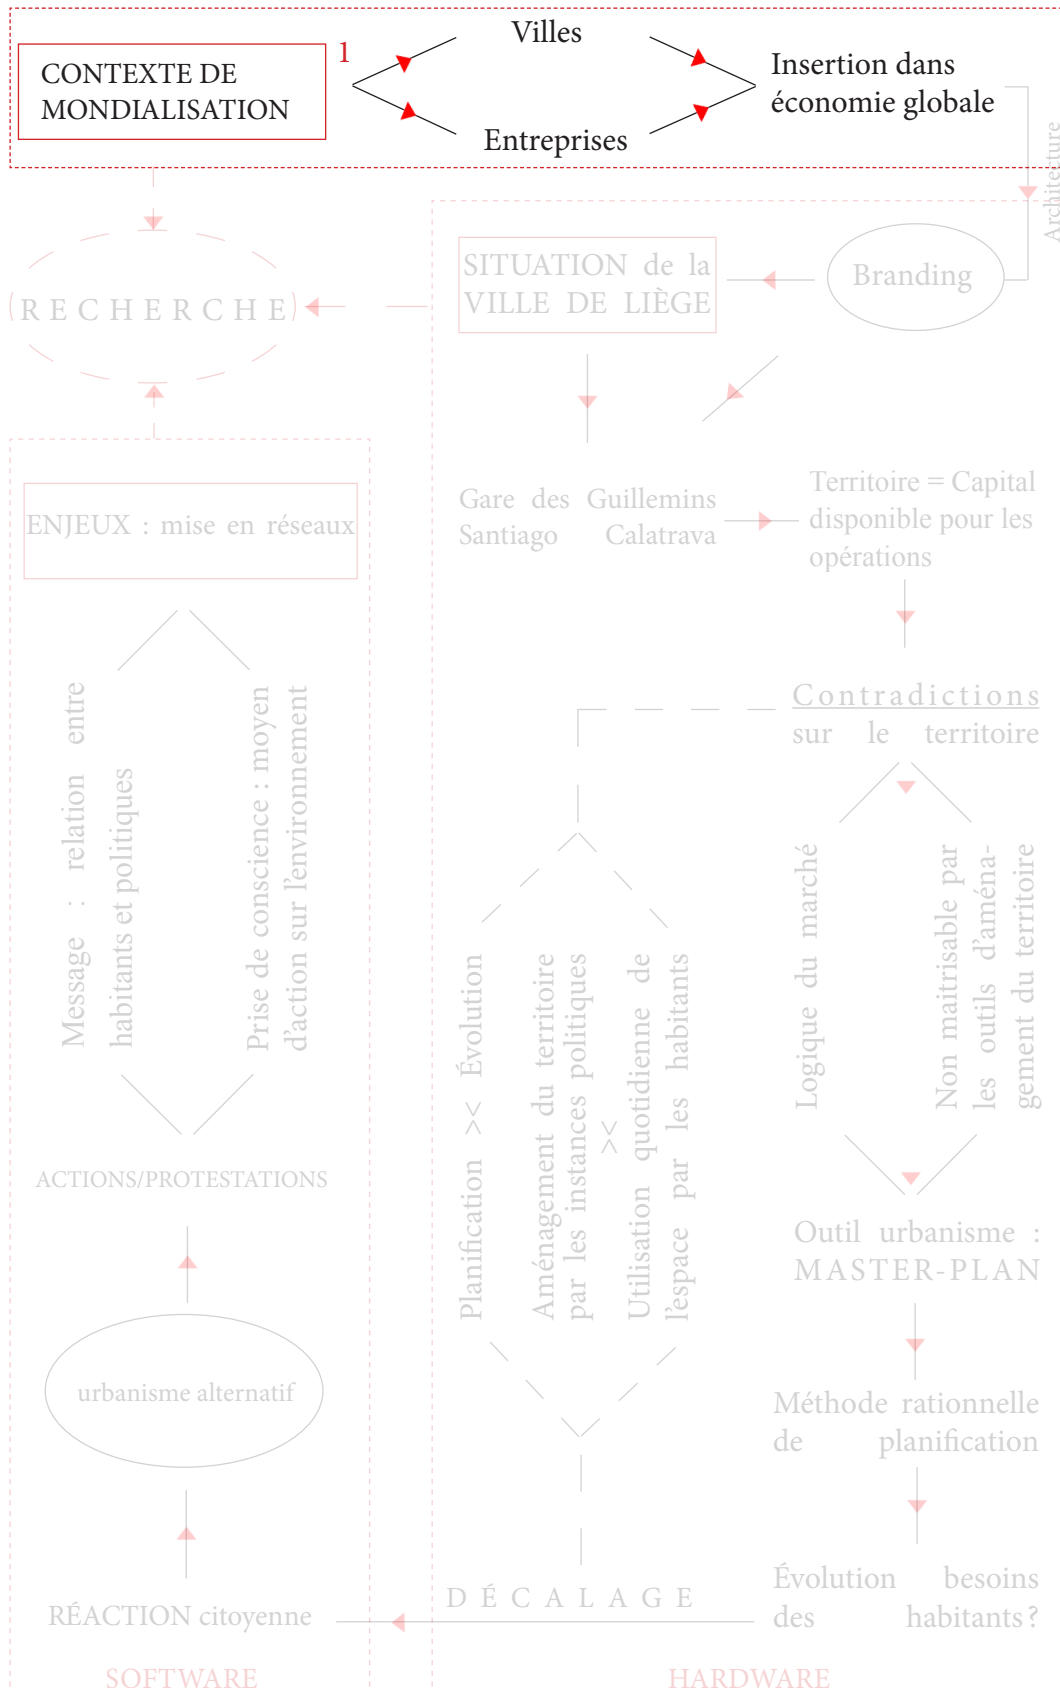 CONTEXTE DE
MONDIALISATION
1
Villes
Entreprises
Insertion dans
économie globale
Architecture
RECHERCHE
SITUATION de la
VILLE DE LIÈGE
Branding
Gare des Guillemins
Santiago Calatrava
Territoire = Capital
disponible pour les
opérations
ENJEUX : mise en réseaux
Message : relation entre
habitants et politiques
Prise de conscience : moyen
d'action sur l'environnement
Contradictions
sur le territoire
Planification >< Évolution
Aménagement du territoire
par les instances politiques
><
Utilisation quotidienne de
l'espace par les habitants
Logique du marché
Non maitrisable par
les outils d'aména-
gement du territoire
ACTIONS/PROTESTATIONS
Outil urbanisme :
MASTER-PLAN
urbanisme alternatif
Méthode rationnelle
de planification
RÉACTION citoyenne
DÉCALAGE
Évolution besoins
des habitants?
SOFTWARE
HARDWARE